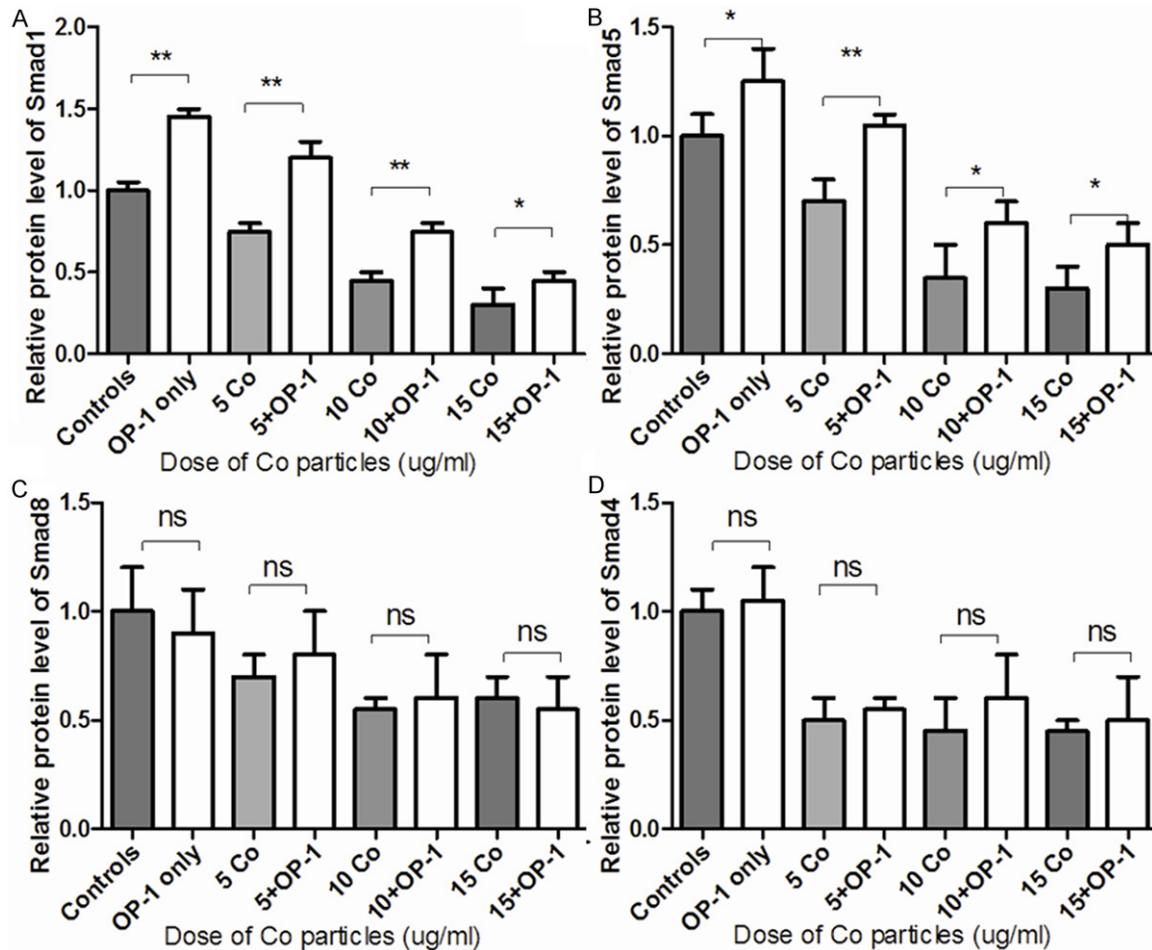 A
Relative protein level of Smad1
2.0
1.5
1.0
0.5
0.0
**
**
**
*
Controls
OP-1 only
5 Co
5+OP-1
10 Co
10+OP-1
15 Co
15+OP-1
Dose of Co particles (ug/ml)
B
Relative protein level of Smad5
1.5
1.0
0.5
0.0
*
**
*
*
Controls
OP-1 only
5 Co
5+OP-1
10 Co
10+OP-1
15 Co
15+OP-1
Dose of Co particles (ug/ml)
C
Relative protein level of Smad8
1.5
1.0
0.5
0.0
ns
ns
ns
ns
Controls
OP-1 only
5 Co
5+OP-1
10 Co
10+OP-1
15 Co
15+OP-1
Dose of Co particles (ug/ml)
D
Relative protein level of Smad4
1.5
1.0
0.5
0.0
ns
ns
ns
ns
Controls
OP-1 only
5 Co
5+OP-1
10 Co
10+OP-1
15 Co
15+OP-1
Dose of Co particles (ug/ml)